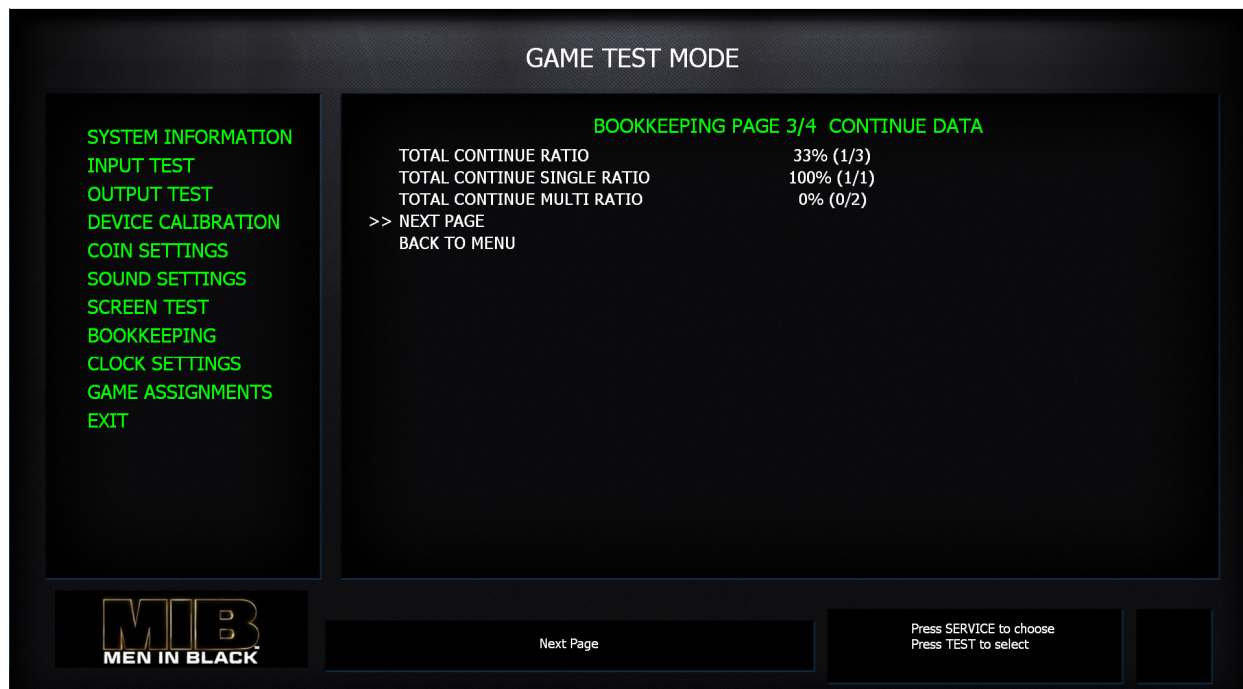 GAME TEST MODE
SYSTEM INFORMATION
INPUT TEST
OUTPUT TEST
DEVICE CALIBRATION
COIN SETTINGS
SOUND SETTINGS
SCREEN TEST
BOOKKEEPING
CLOCK SETTINGS
GAME ASSIGNMENTS
EXIT
BOOKKEEPING PAGE 3/4 CONTINUE DATA
TOTAL CONTINUE RATIO 33% (1/3)
TOTAL CONTINUE SINGLE RATIO 100% (1/1)
TOTAL CONTINUE MULTI RATIO 0% (0/2)
>> NEXT PAGE
BACK TO MENU
MIB
MEN IN BLACK
Next Page
Press SERVICE to choose
Press TEST to select